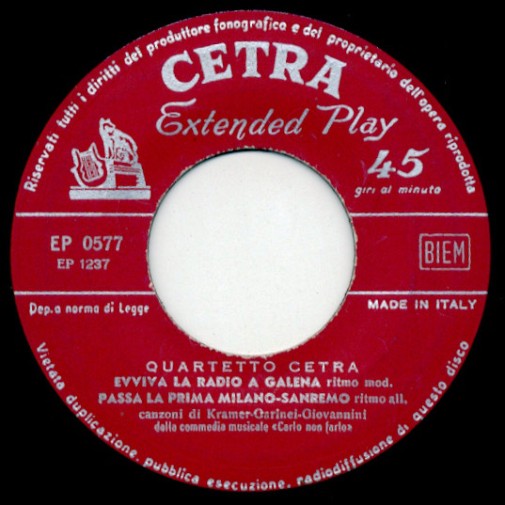 Riservati tutti i diritti del produttore fonografico e del proprietario dell'opera riprodotta
CETRA
Extended Play
45
giri al minuto
EP 0577
EP 1237
BIEM
Dep. a norma di Legge
MADE IN ITALY
QUARTETTO CETRA
EVVIVA LA RADIO A GALENA ritmo mod.
PASSA LA PRIMA MILANO-SANREMO ritmo all.
canzoni di Kramer-Garinei-Giovannini
dalla commedia musicale «Carlo non farlo»
Vietata duplicazione, pubblica esecuzione, radiodiffusione di questo disco